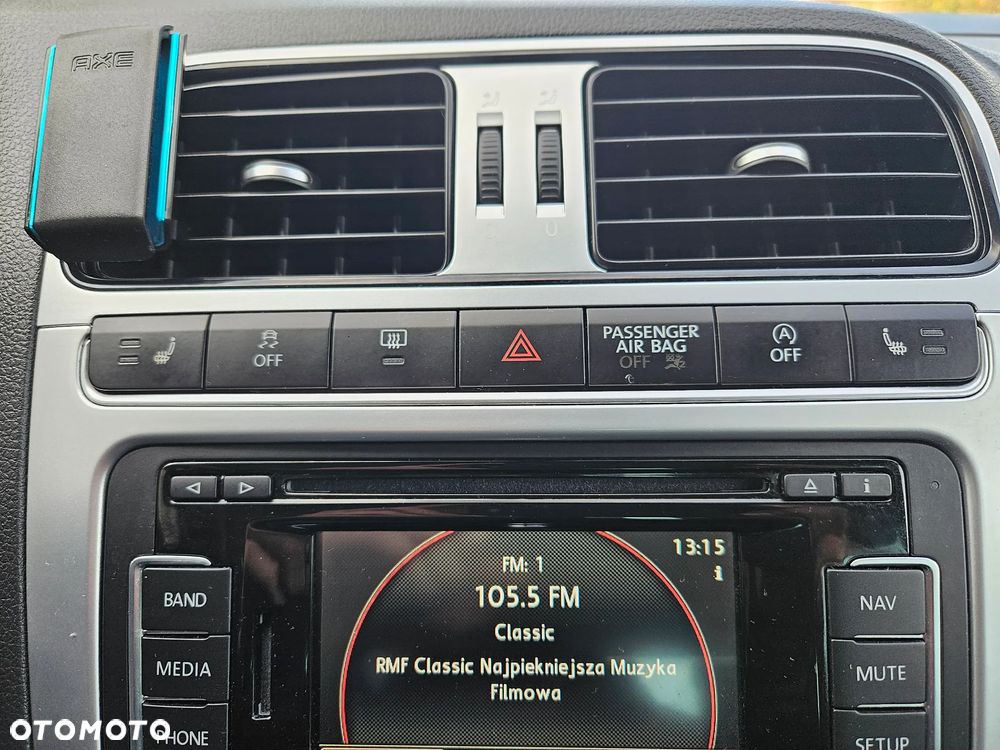 AXE
0
OFF
PASSENGER
AIR BAG
OFF
A
OFF
i
13:15
FM: 1
i
105.5 FM
Classic
RMF Classic Najpiekniejsza Muzyka
Filmowa
BAND
MEDIA
PHONE
NAV
MUTE
SETUP
OTOMOTO